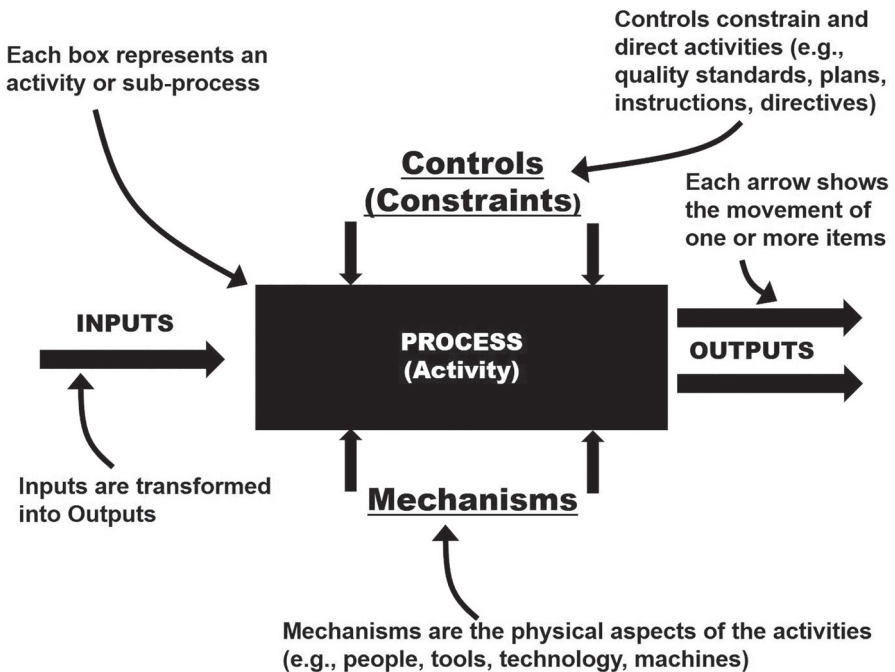 Each box represents an
activity or sub-process
Controls constrain and
direct activities (e.g.,
quality standards, plans,
instructions, directives)
Controls
(Constraints)
Each arrow shows
the movement of
one or more items
INPUTS
PROCESS
(Activity)
OUTPUTS
Inputs are transformed
into Outputs
Mechanisms
Mechanisms are the physical aspects of the activities
(e.g., people, tools, technology, machines)